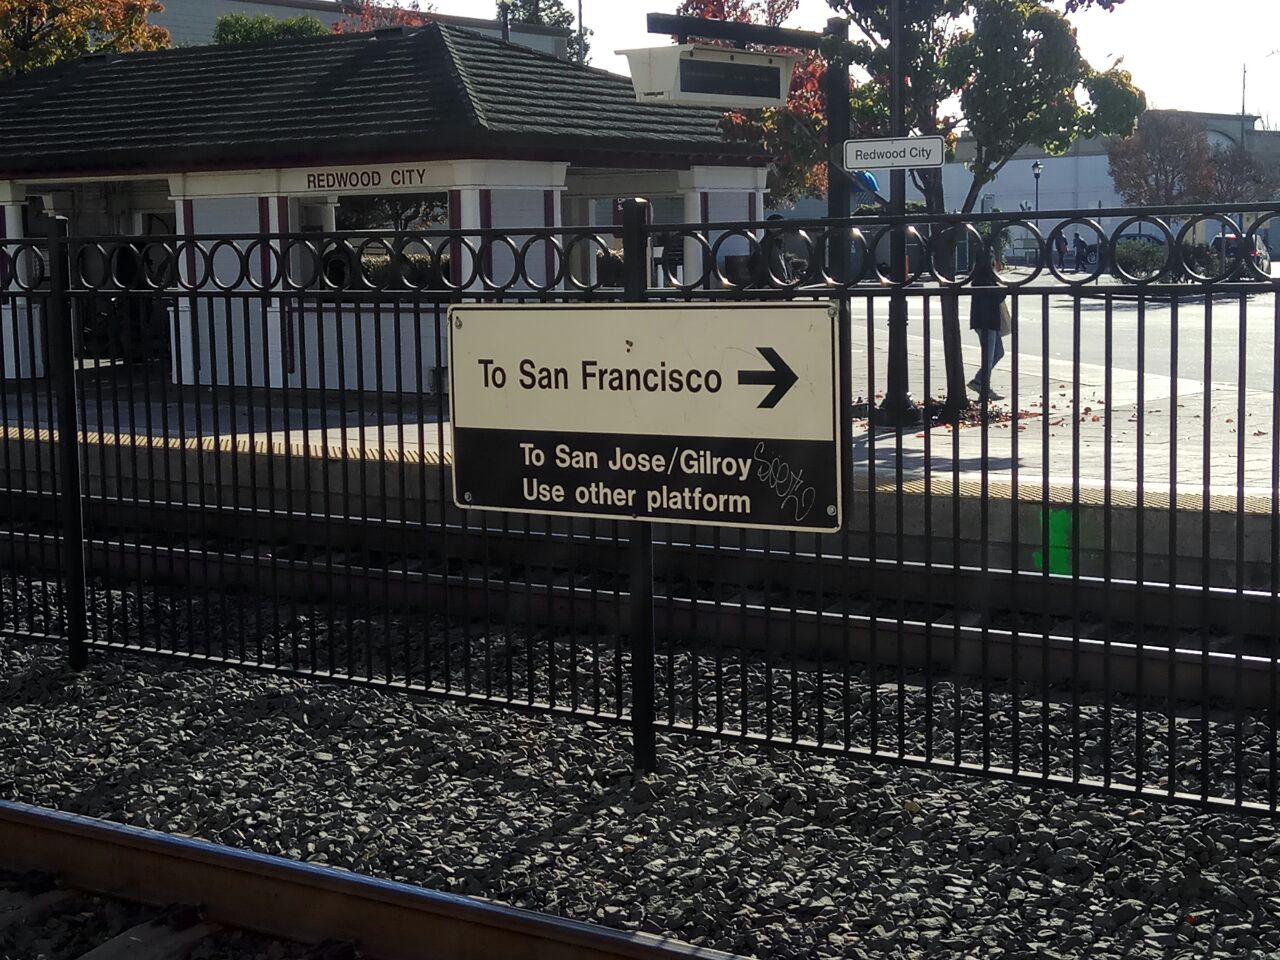 REDWOOD CITY
Redwood City
To San Francisco
To San Jose/Gilroy
Use other platform